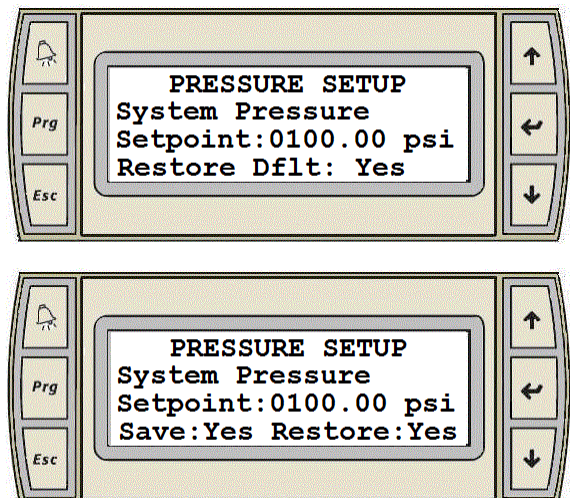 PRESSURE SETUP
System Pressure
Setpoint:0100.00 psi
Restore Dflt: Yes
Prg
Esc
PRESSURE SETUP
System Pressure
Setpoint:0100.00 psi
Save:Yes Restore:Yes
Prg
Esc